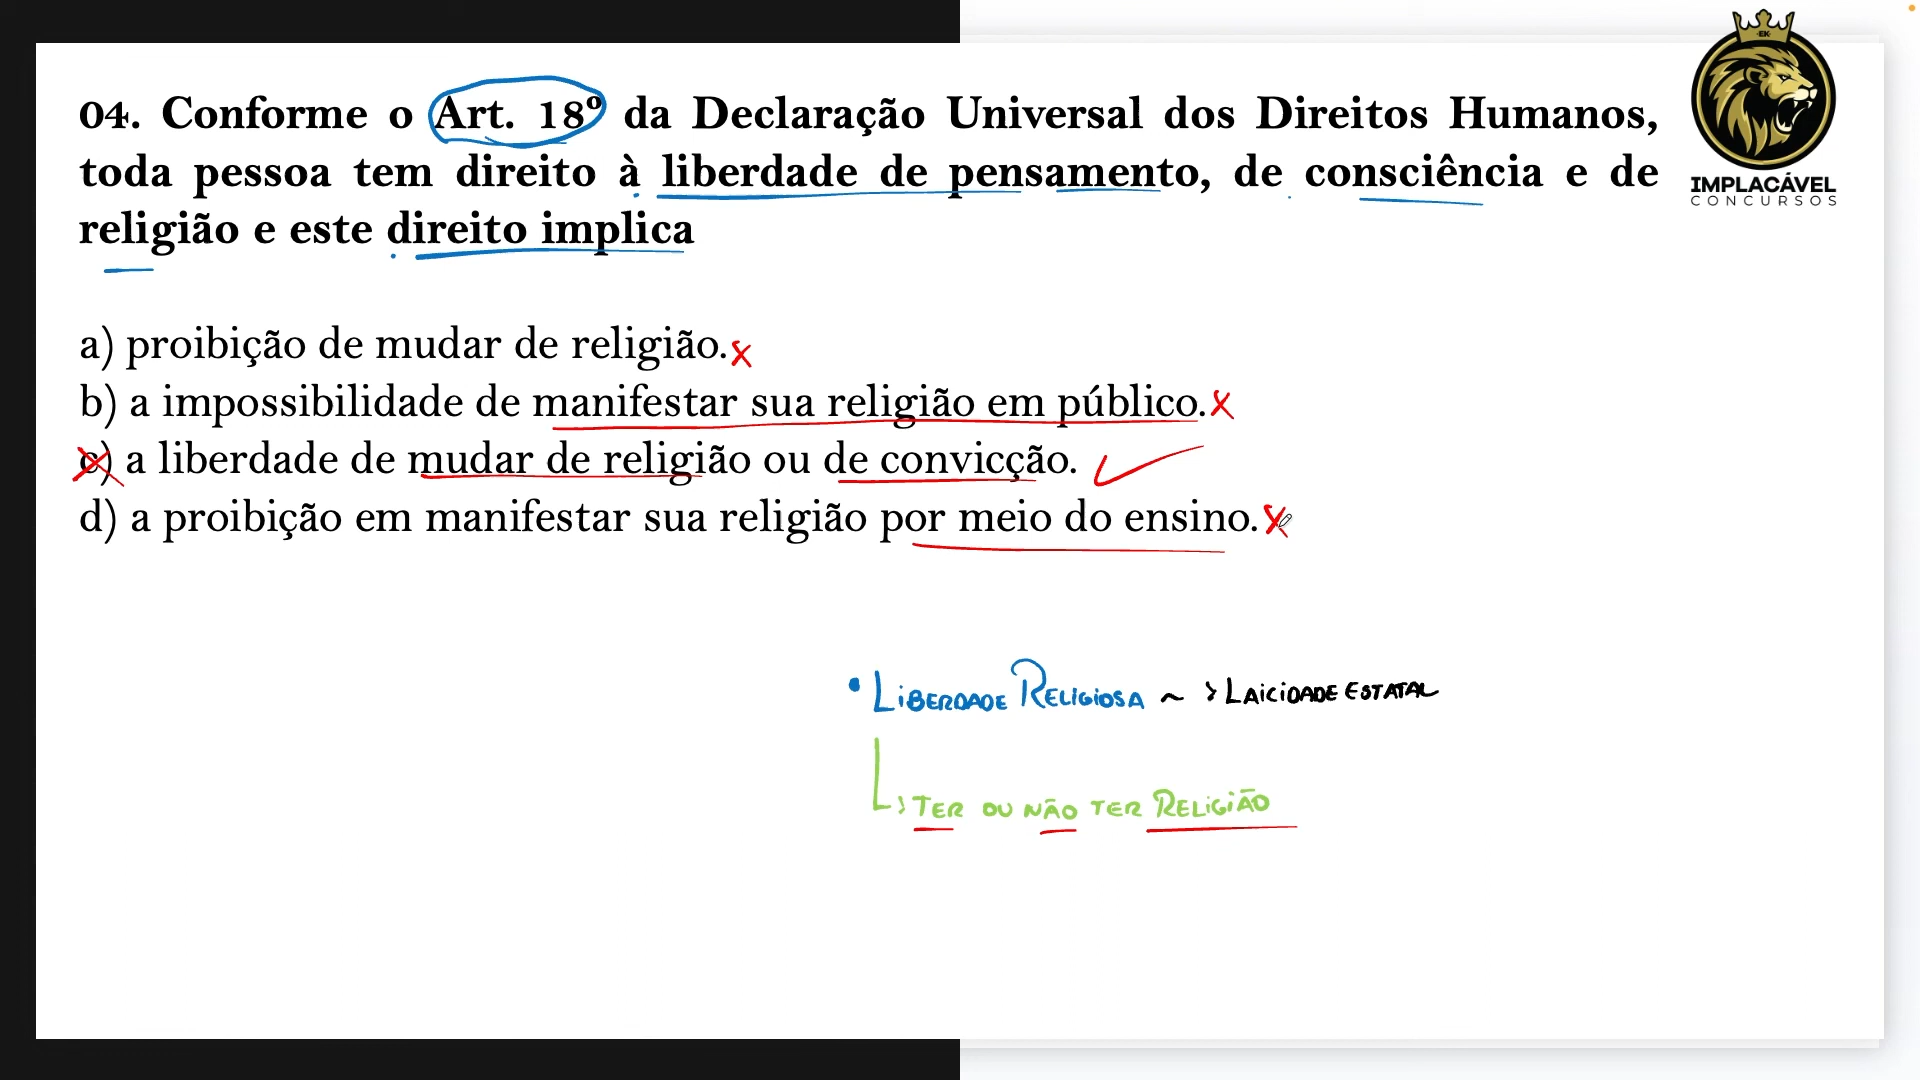 04. Conforme o Art. 18º da Declaração Universal dos Direitos Humanos,
toda pessoa tem direito à liberdade de pensamento, de consciência e de
religião e este direito implica
a) proibição de mudar de religião.
b) a impossibilidade de manifestar sua religião em público.
c) a liberdade de mudar de religião ou de convicção.
d) a proibição em manifestar sua religião por meio do ensino.
• LIBERDADE RELIGIOSA ~ > LAICIDADE ESTATAL
> TER OU NÃO TER RELIGIÃO
EK
IMPLACÁVEL
CONCURSOS